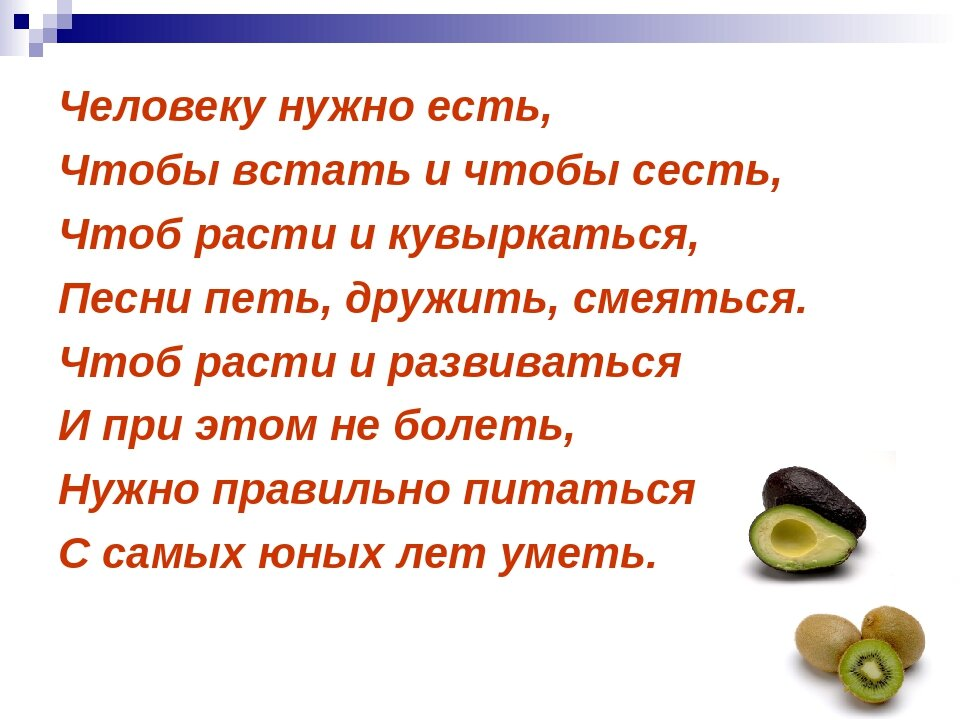 Человеку нужно есть,
Чтобы встать и чтобы сесть,
Чтоб расти и кувыркаться,
Песни петь, дружить, смеяться.
Чтоб расти и развиваться
И при этом не болеть,
Нужно правильно питаться
С самых юных лет уметь.